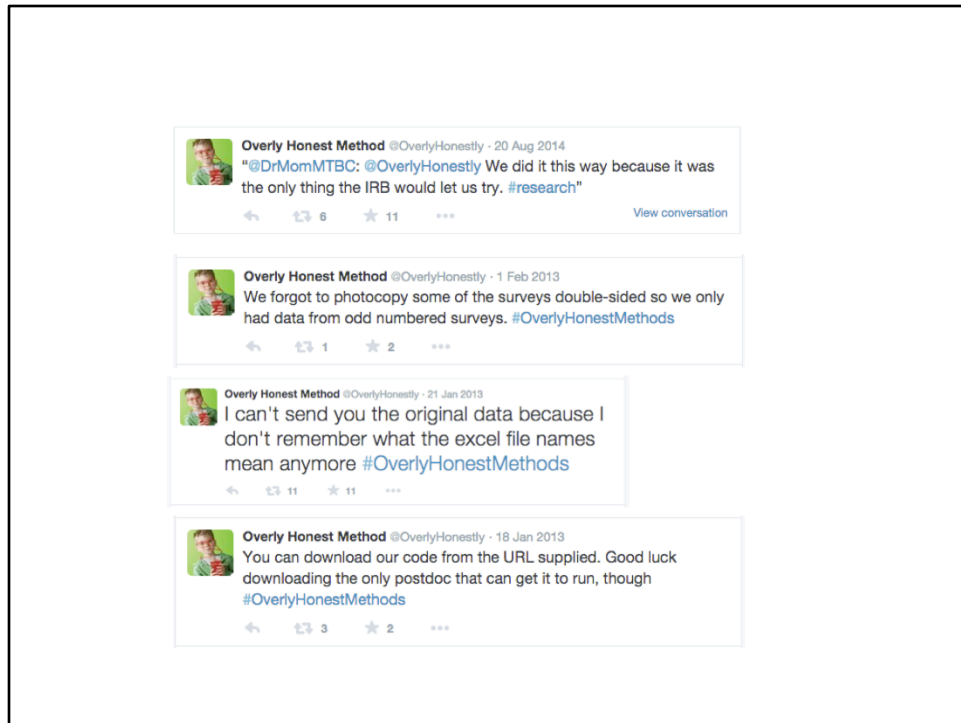 Overly Honest Method @OverlyHonestly · 20 Aug 2014
“@DrMomMTBC: @OverlyHonestly We did it this way because it was
the only thing the IRB would let us try. #research”
6 11 View conversation
Overly Honest Method @OverlyHonestly · 1 Feb 2013
We forgot to photocopy some of the surveys double-sided so we only
had data from odd numbered surveys. #OverlyHonestMethods
1 2
Overly Honest Method @OverlyHonestly · 21 Jan 2013
I can't send you the original data because I
don't remember what the excel file names
mean anymore #OverlyHonestMethods
11 11
Overly Honest Method @OverlyHonestly · 18 Jan 2013
You can download our code from the URL supplied. Good luck
downloading the only postdoc that can get it to run, though
#OverlyHonestMethods
3 2